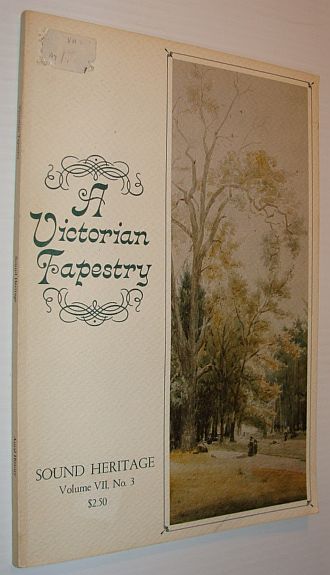 A
Victorian
Tapestry
SOUND HERITAGE
Volume VII, No. 3
$2.50